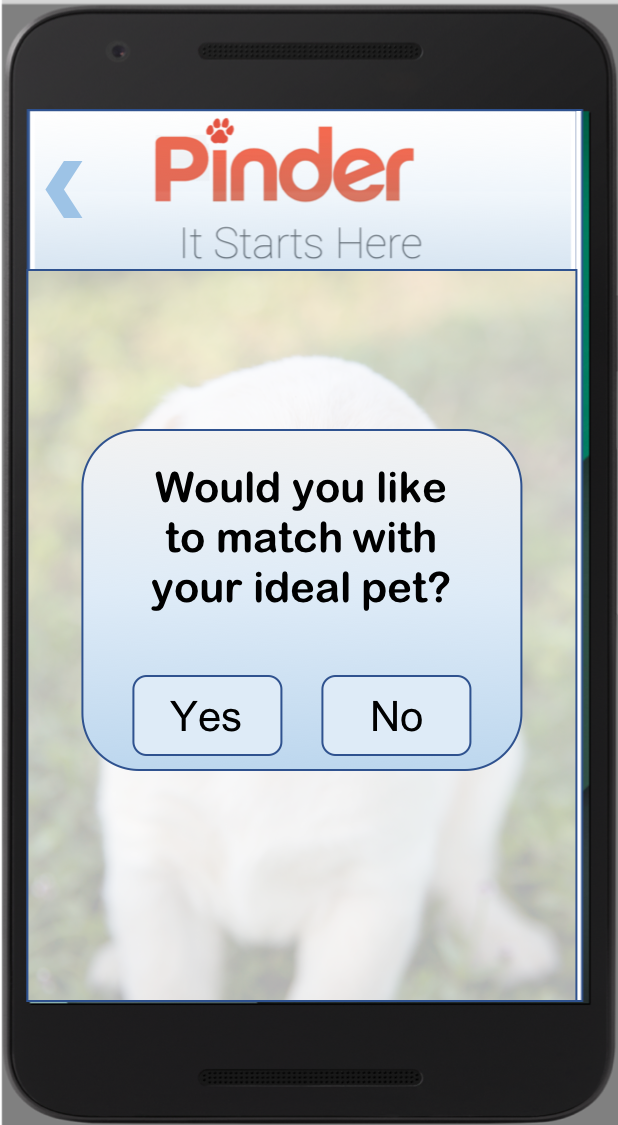 Pinder
It Starts Here
Would you like
to match with
your ideal pet?
Yes
No